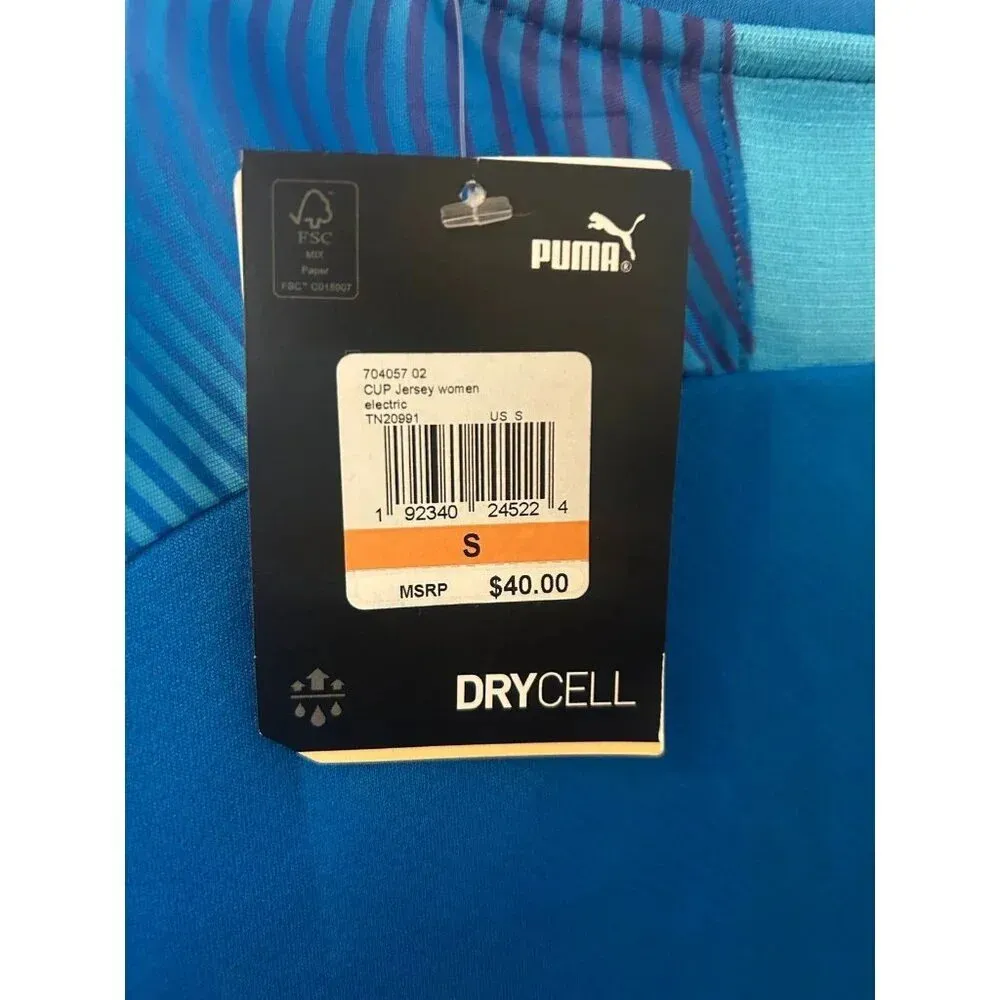 FSC
MIX
Paper
FSC™ C018007
PUMA®
704057 02
CUP Jersey women
electric
TN20991 US S
1 92340 24522 4
S
MSRP $40.00
DRYCELL